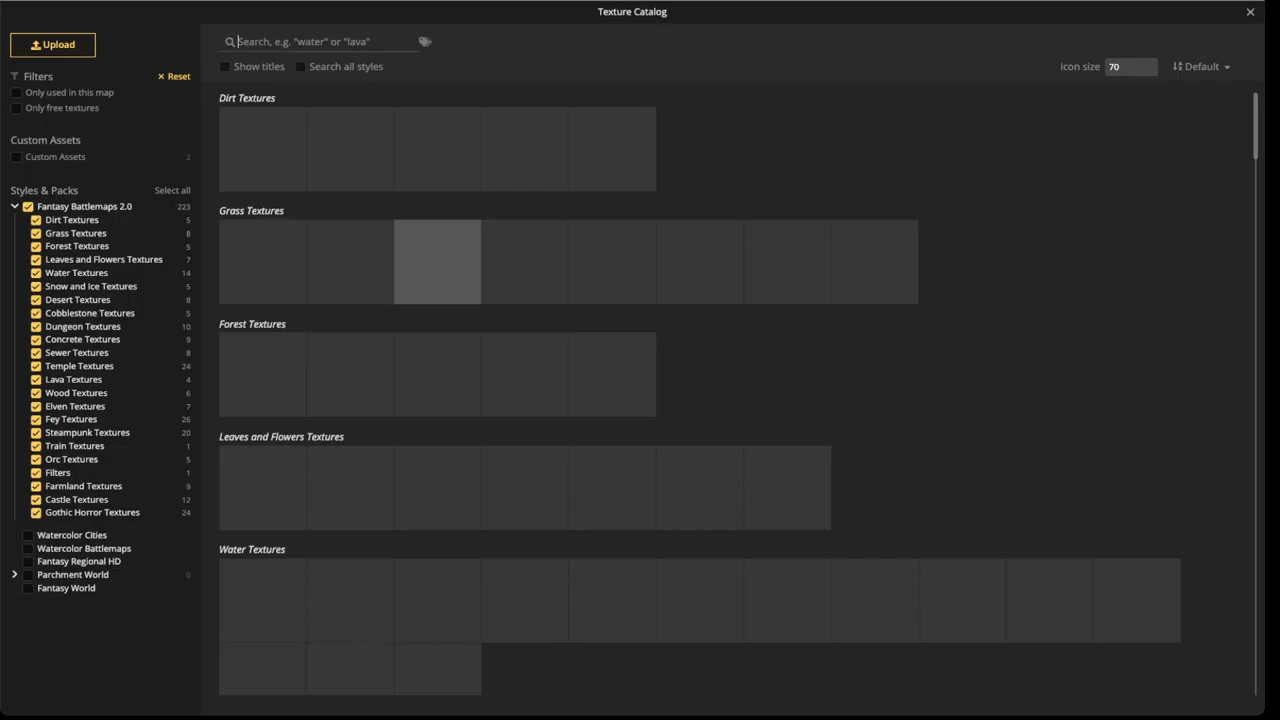 Texture Catalog
Upload
Search, e.g. "water" or "lava"
Filters
Reset
Show titles
Search all styles
Icon size
70
Default
Only used in this map
Only free textures
Custom Assets
Custom Assets 2
Styles & Packs
Select all
Fantasy Battlemaps 2.0 223
Dirt Textures 5
Grass Textures 8
Forest Textures 5
Leaves and Flowers Textures 7
Water Textures 14
Snow and Ice Textures 5
Desert Textures 8
Cobblestone Textures 5
Dungeon Textures 10
Concrete Textures 9
Sewer Textures 8
Temple Textures 24
Lava Textures 4
Wood Textures 6
Elven Textures 7
Fey Textures 26
Steampunk Textures 20
Train Textures 1
Orc Textures 5
Filters 1
Farmland Textures 9
Castle Textures 12
Gothic Horror Textures 24
Watercolor Cities
Watercolor Battlemaps
Fantasy Regional HD
Parchment World 0
Fantasy World
Dirt Textures
Grass Textures
Forest Textures
Leaves and Flowers Textures
Water Textures